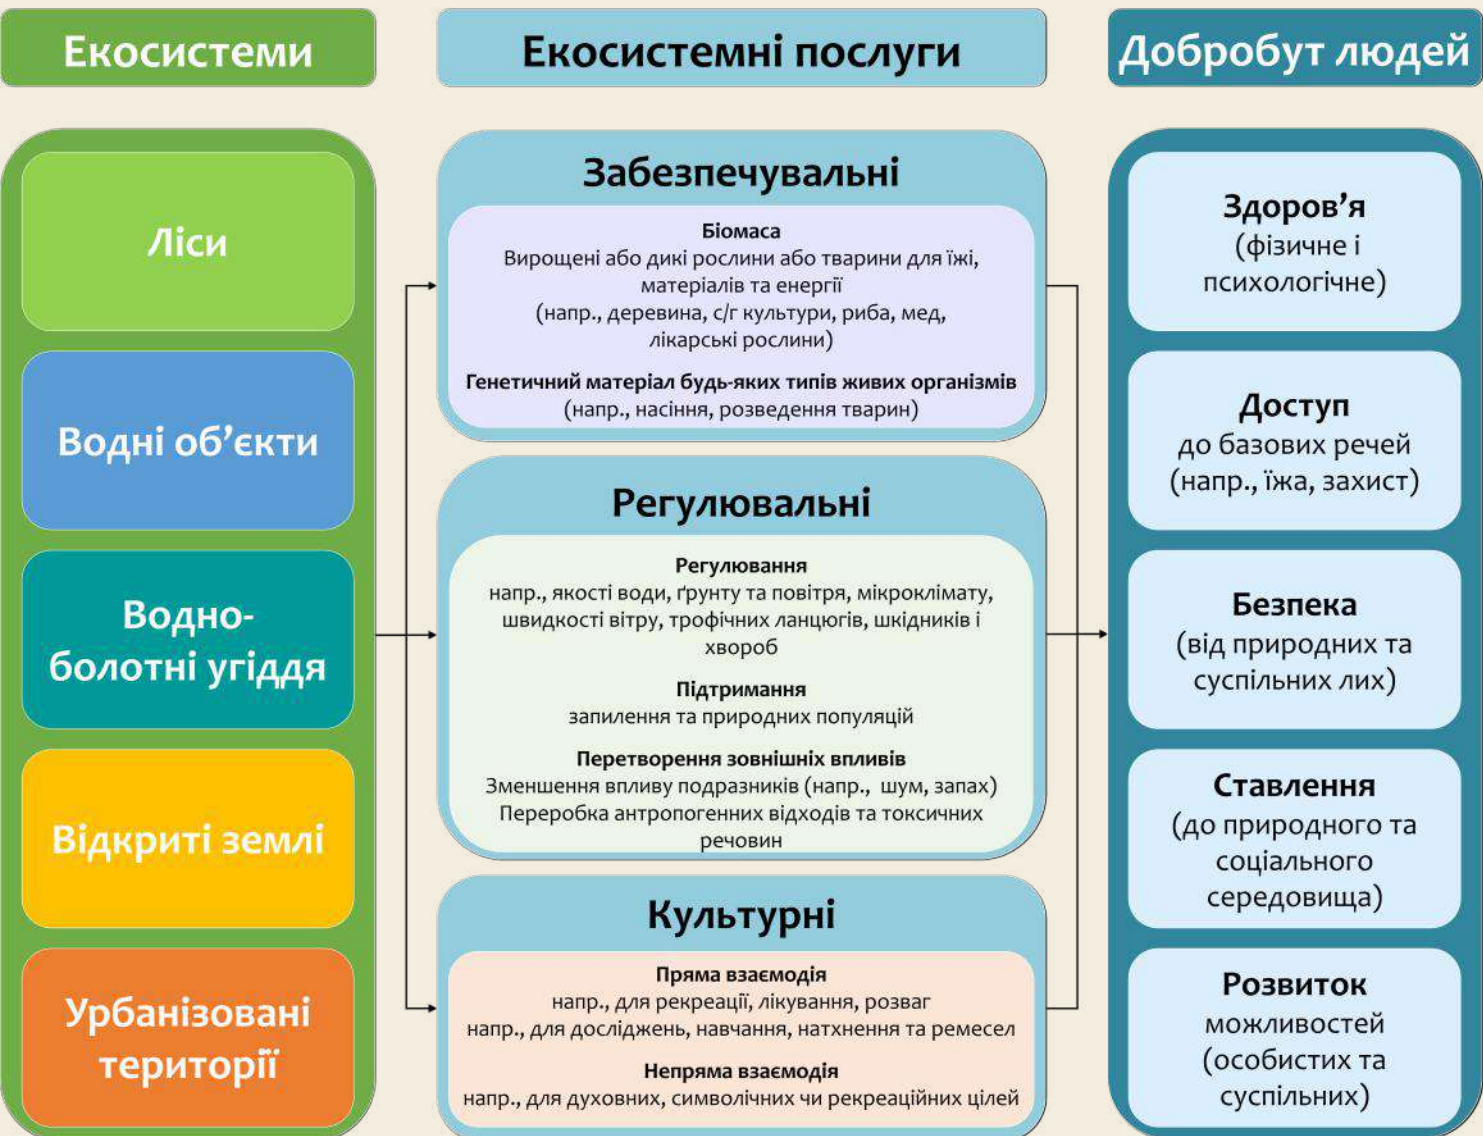 Екосистеми
Екосистемні послуги
Добробут людей
Ліси
Водні об’єкти
Водно-
болотні угіддя
Відкриті землі
Урбанізовані
території
Забезпечувальні
Біомаса
Вирощені або дикі рослини або тварини для їжі,
матеріалів та енергії
(напр., деревина, с/г культури, риба, мед,
лікарські рослини)
Генетичний матеріал будь-яких типів живих організмів
(напр., насіння, розведення тварин)
Регулювальні
Регулювання
напр., якості води, ґрунту та повітря, мікроклімату,
швидкості вітру, трофічних ланцюгів, шкідників і
хвороб
Підтримання
запилення та природних популяцій
Перетворення зовнішніх впливів
Зменшення впливу подразників (напр., шум, запах)
Переробка антропогенних відходів та токсичних
речовин
Культурні
Пряма взаємодія
напр., для рекреації, лікування, розваг
напр., для досліджень, навчання, натхнення та ремесел
Непряма взаємодія
напр., для духовних, символічних чи рекреаційних цілей
Здоров’я
(фізичне і
психологічне)
Доступ
до базових речей
(напр., їжа, захист)
Безпека
(від природних та
суспільних лих)
Ставлення
(до природного та
соціального
середовища)
Розвиток
можливостей
(особистих та
суспільних)